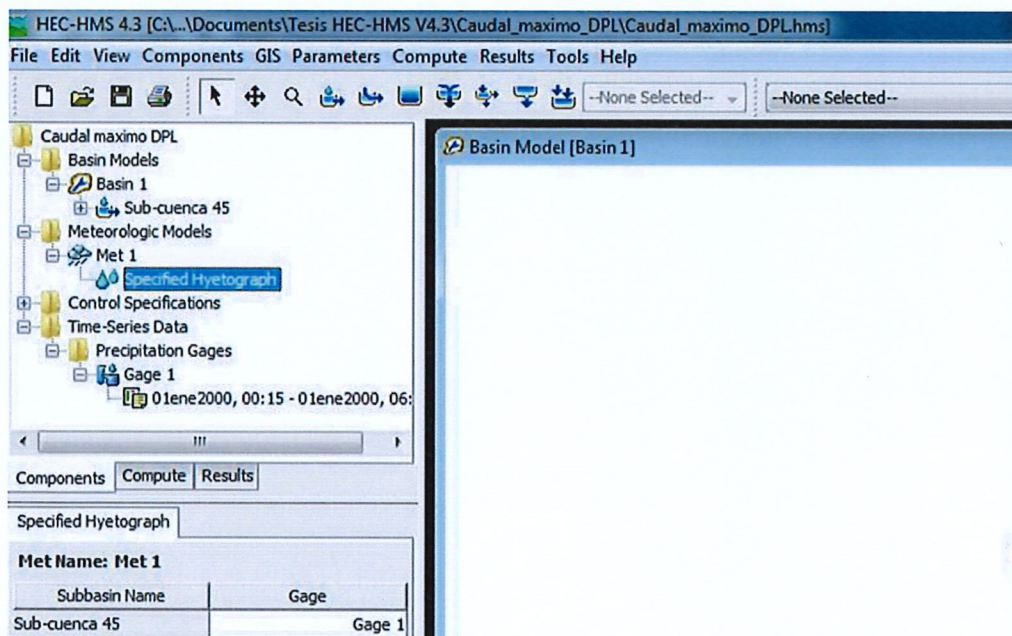 HEC-HMS 4.3 [C:\...\Documents\Tesis HEC-HMS V4.3\Caudal_maximo_DPL\Caudal_maximo_DPL.hms]
File Edit View Components GIS Parameters Compute Results Tools Help
--None Selected-- --None Selected--
Caudal maximo DPL
Basin Models
Basin 1
Sub-cuenca 45
Meteorologic Models
Met 1
Specified Hyetograph
Control Specifications
Time-Series Data
Precipitation Gages
Gage 1
01ene2000, 00:15 - 01ene2000, 06:
Components Compute Results
Specified Hyetograph
Met Name: Met 1
Subbasin Name Gage
Sub-cuenca 45 Gage 1
Basin Model [Basin 1]